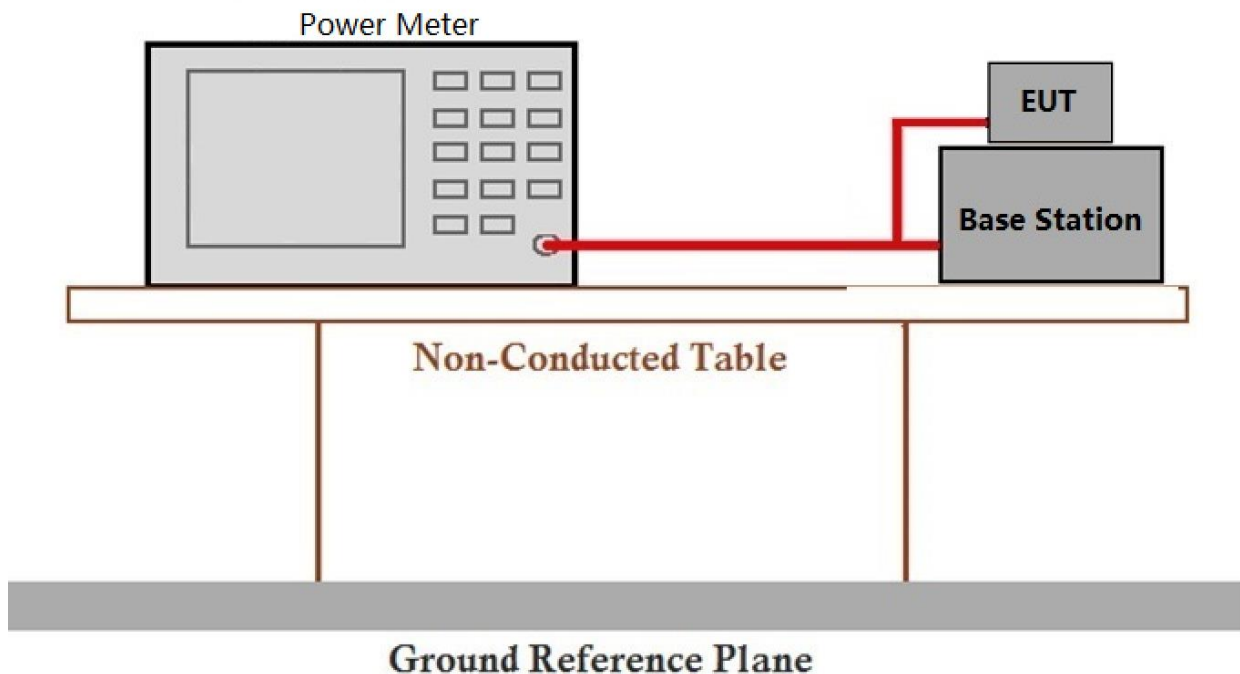 Power Meter
EUT
Base Station
Non-Conducted Table
Ground Reference Plane